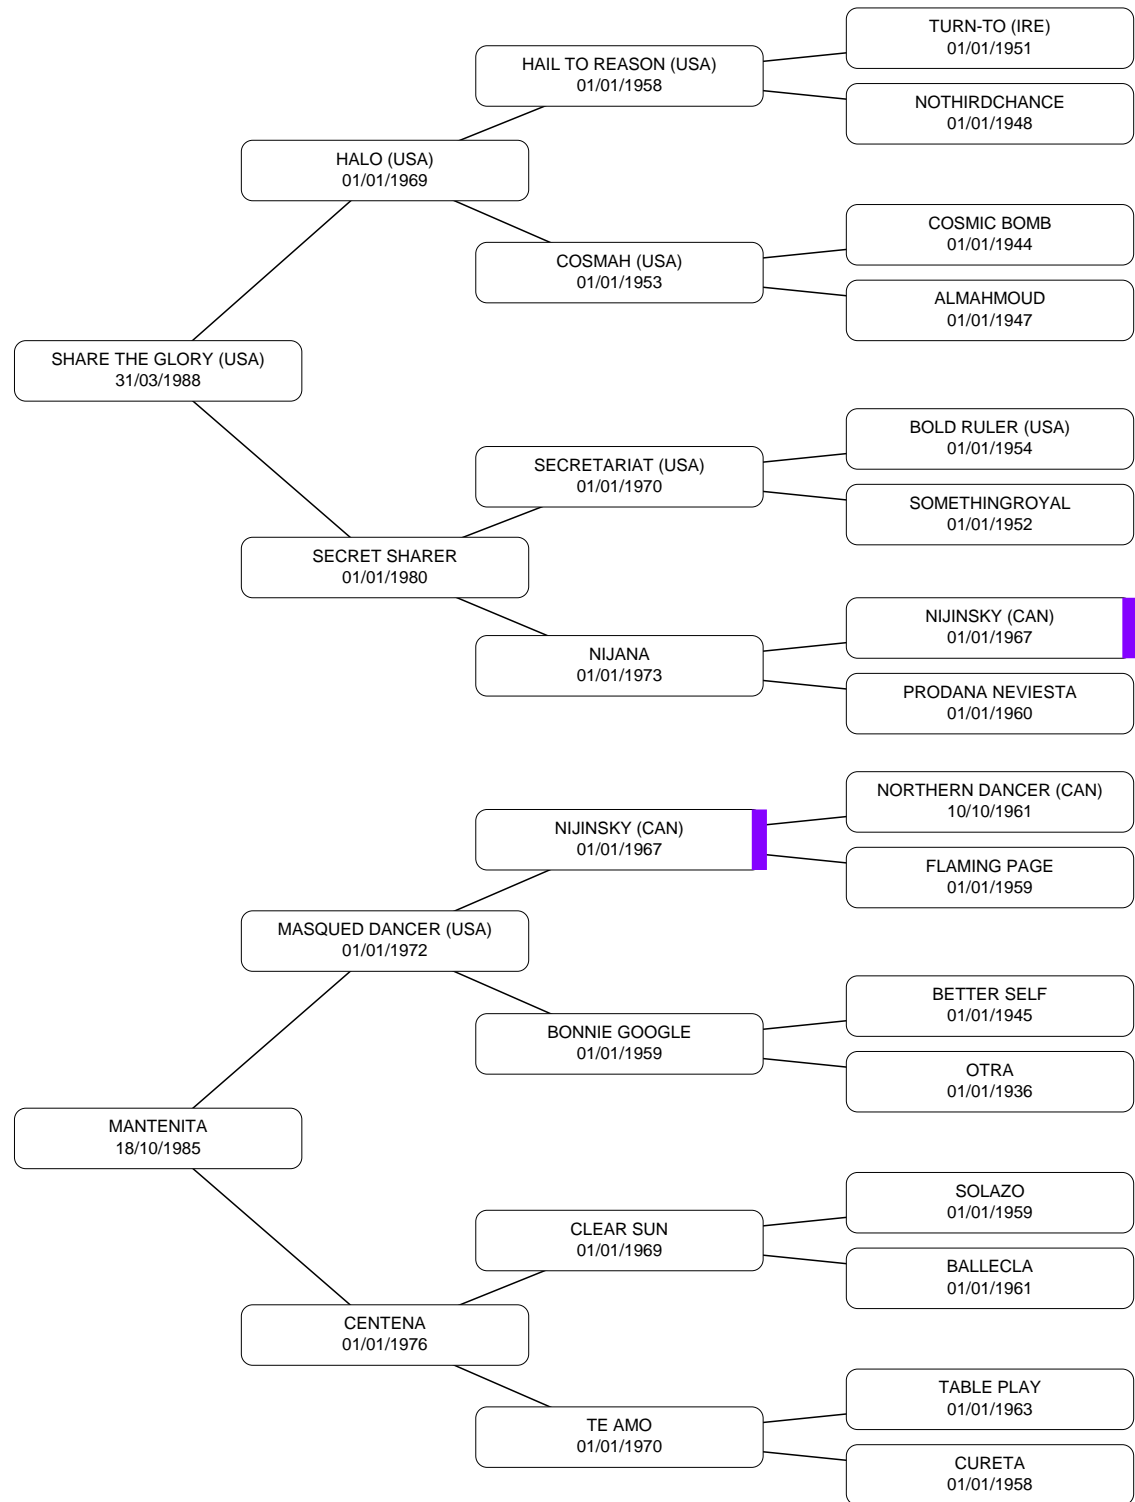 TURN-TO (IRE)
01/01/1951
HAIL TO REASON (USA)
01/01/1958
NOTHIRDCHANCE
01/01/1948
HALO (USA)
01/01/1969
COSMIC BOMB
01/01/1944
COSMAH (USA)
01/01/1953
ALMAHMOUD
01/01/1947
SHARE THE GLORY (USA)
31/03/1988
BOLD RULER (USA)
01/01/1954
SECRETARIAT (USA)
01/01/1970
SOMETHINGROYAL
01/01/1952
SECRET SHARER
01/01/1980
NIJINSKY (CAN)
01/01/1967
NIJANA
01/01/1973
PRODANA NEVIESTA
01/01/1960
NORTHERN DANCER (CAN)
10/10/1961
NIJINSKY (CAN)
01/01/1967
FLAMING PAGE
01/01/1959
MASQUED DANCER (USA)
01/01/1972
BETTER SELF
01/01/1945
BONNIE GOOGLE
01/01/1959
OTRA
01/01/1936
MANTENITA
18/10/1985
SOLAZO
01/01/1959
CLEAR SUN
01/01/1969
BALLECLA
01/01/1961
CENTENA
01/01/1976
TABLE PLAY
01/01/1963
TE AMO
01/01/1970
CURETA
01/01/1958